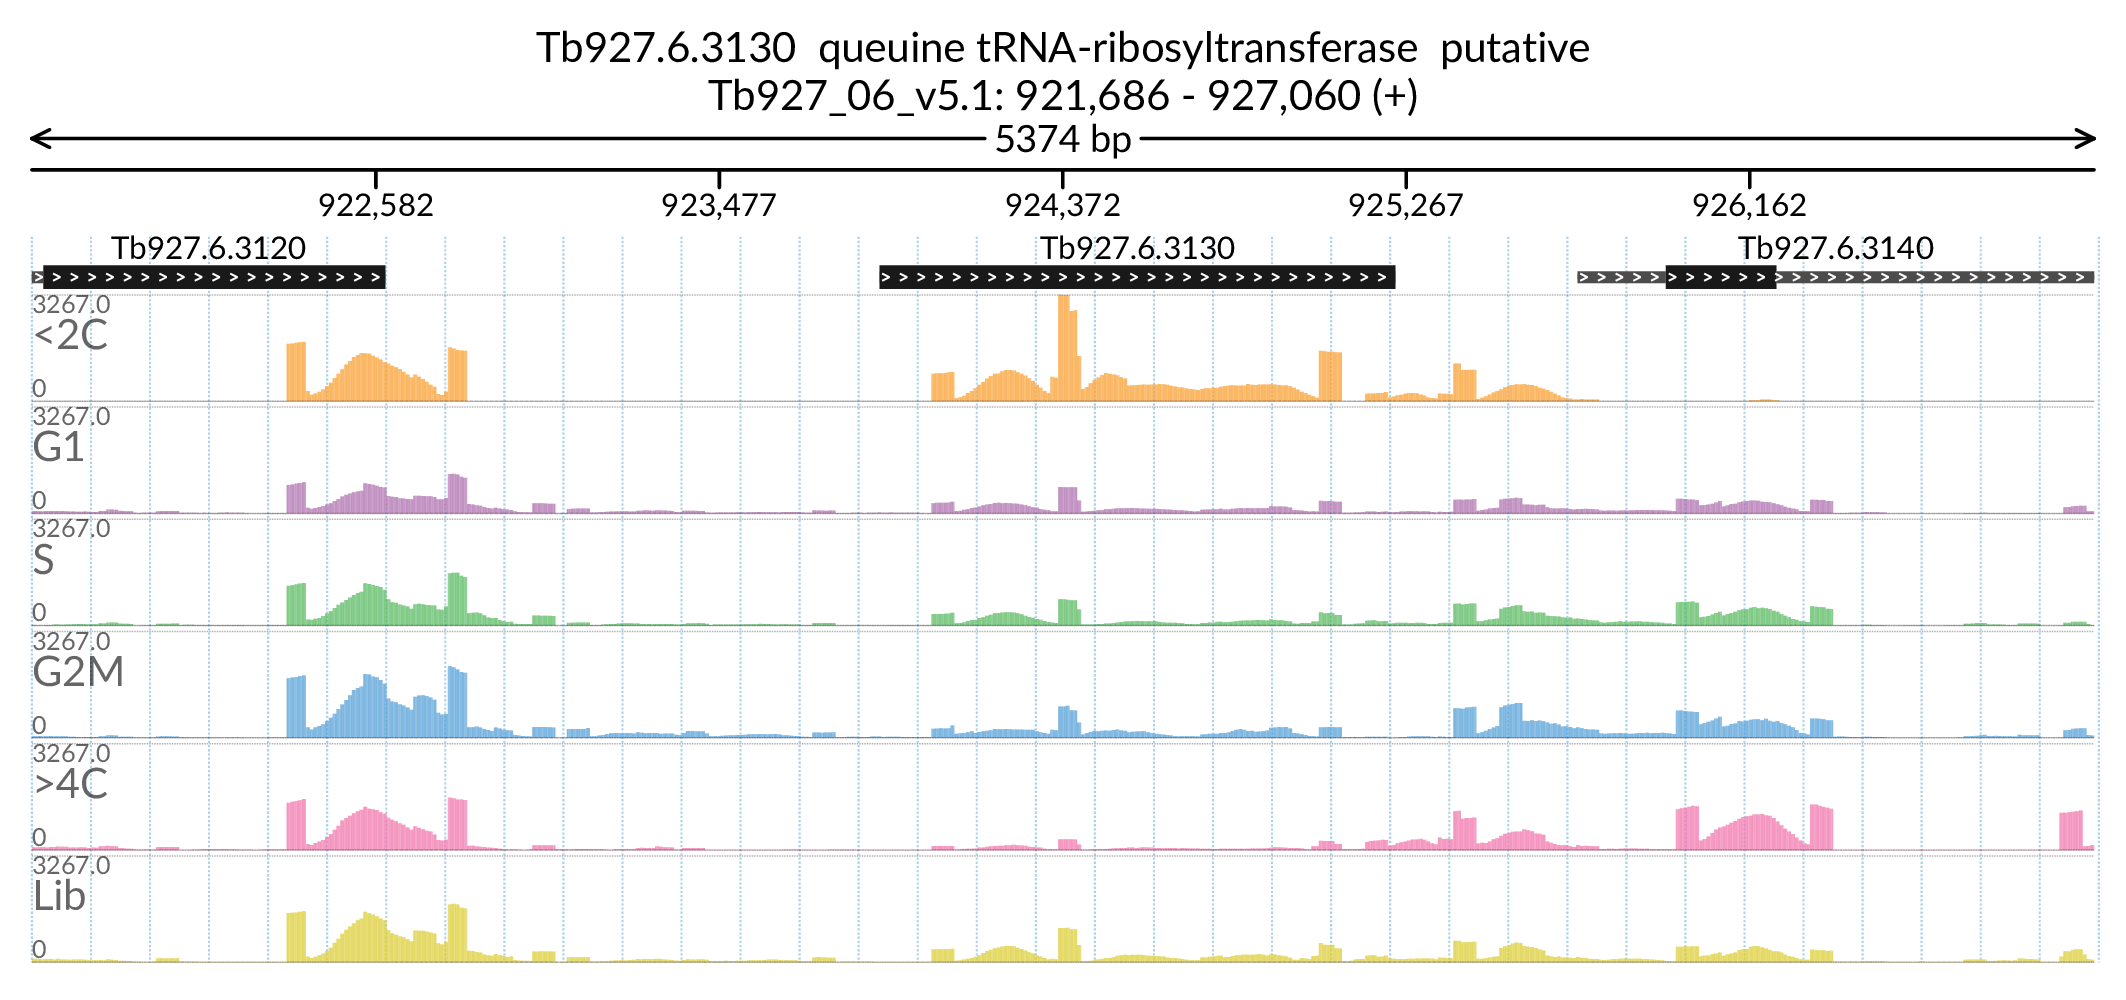 Tb927.6.3130  queuine tRNA-ribosyltransferase  putative
Tb927_06_v5.1: 921,686 - 927,060 (+)
5374 bp
922,582 923,477 924,372 925,267 926,162
Tb927.6.3120 Tb927.6.3130 Tb927.6.3140
3267.0
<2C
0
3267.0
G1
0
3267.0
S
0
3267.0
G2M
0
3267.0
>4C
0
3267.0
Lib
0